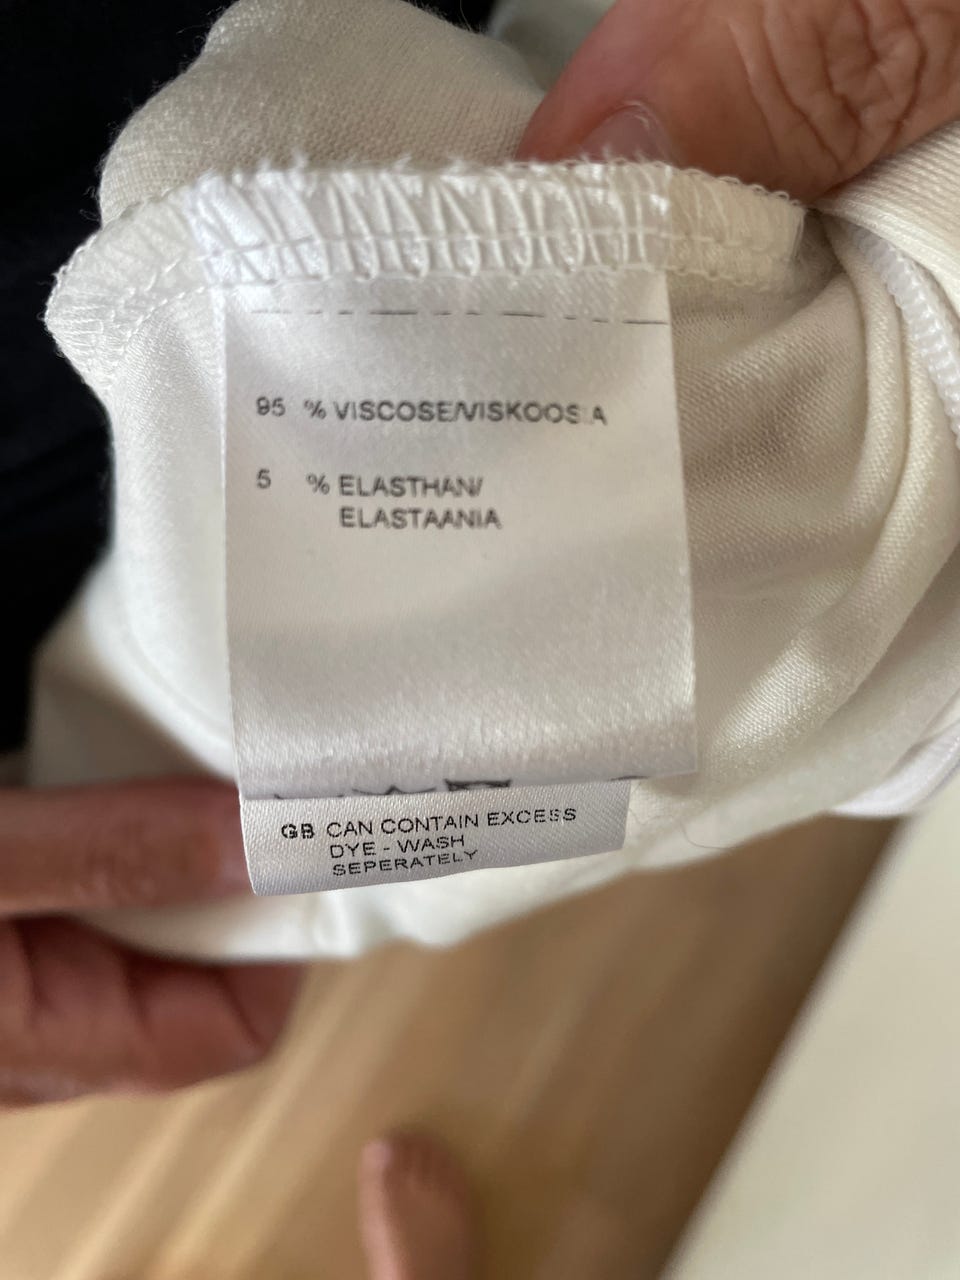 95 % VISCOSE/VISKOOSIA
5 % ELASTHAN/
ELASTAANIA
GB CAN CONTAIN EXCESS
DYE - WASH
SEPERATELY